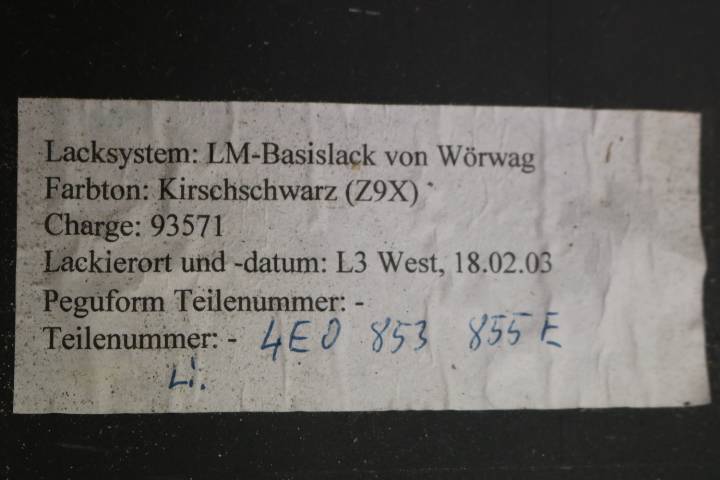 Lacksystem: LM-Basislack von Wörwag
Farbton: Kirschschwarz (Z9X)
Charge: 93571
Lackierort und -datum: L3 West, 18.02.03
Peguform Teilenummer: -
Teilenummer: - 4E0 853 855 E
Li.